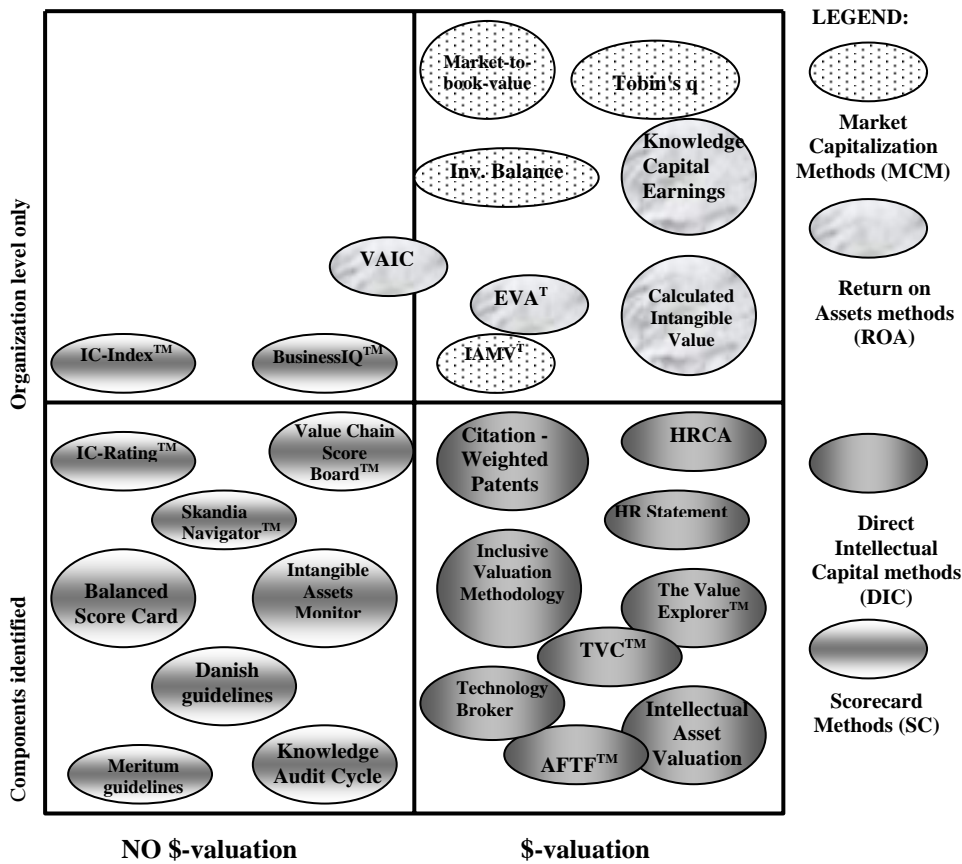 LEGEND:
Market-to-
book-value
Tobin's q
Market
Capitalization
Methods (MCM)
Knowledge
Capital
Earnings
Inv. Balance
Organization level only
VAIC
EVAᵀ
Calculated
Intangible
Value
Return on
Assets methods
(ROA)
IC-Index™
BusinessIQ™
IAMVᵀ
IC-Rating™
Value Chain
Score
Board™
Citation -
Weighted
Patents
HRCA
Skandia
Navigator™
HR Statement
Direct
Intellectual
Capital methods
(DIC)
Balanced
Score Card
Intangible
Assets
Monitor
Inclusive
Valuation
Methodology
The Value
Explorer™
TVC™
Components identified
Danish
guidelines
Technology
Broker
Intellectual
Asset
Valuation
Scorecard
Methods (SC)
Meritum
guidelines
Knowledge
Audit Cycle
AFTF™
NO $-valuation
$-valuation